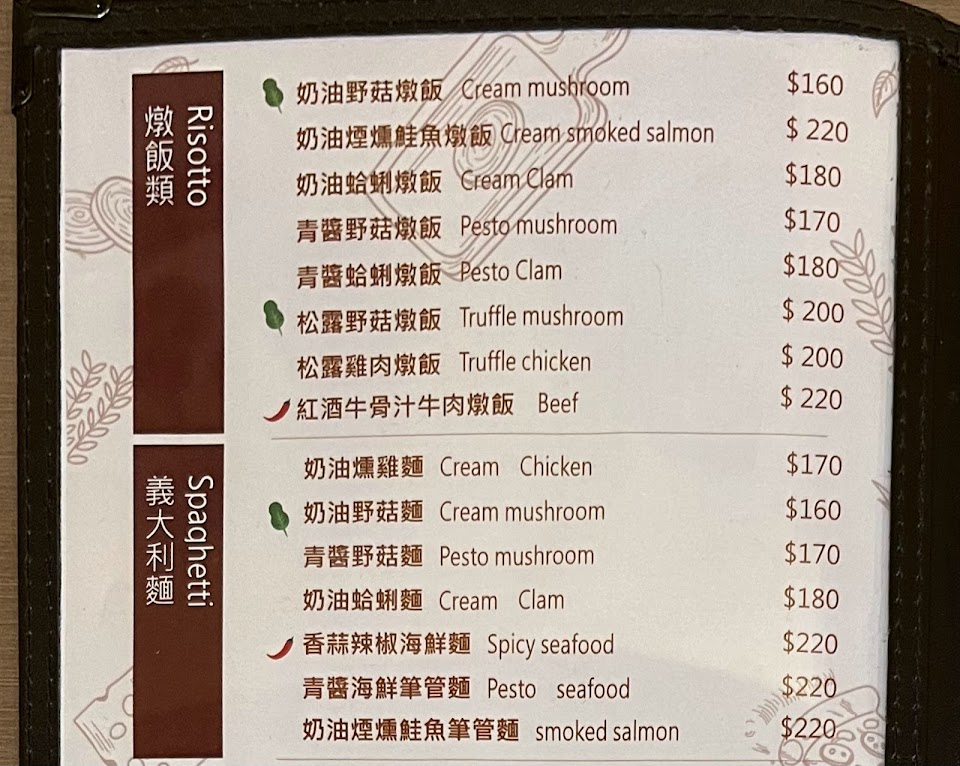 Risotto
燉飯類
奶油野菇燉飯 Cream mushroom $160
奶油煙燻鮭魚燉飯 Cream smoked salmon $ 220
奶油蛤蜊燉飯 Cream Clam $180
青醬野菇燉飯 Pesto mushroom $170
青醬蛤蜊燉飯 Pesto Clam $180
松露野菇燉飯 Truffle mushroom $ 200
松露雞肉燉飯 Truffle chicken $ 200
紅酒牛骨汁牛肉燉飯 Beef $ 220
Spaghetti
義大利麵
奶油燻雞麵 Cream Chicken $170
奶油野菇麵 Cream mushroom $160
青醬野菇麵 Pesto mushroom $170
奶油蛤蜊麵 Cream Clam $180
香蒜辣椒海鮮麵 Spicy seafood $220
青醬海鮮筆管麵 Pesto seafood $220
奶油煙燻鮭魚筆管麵 smoked salmon $220